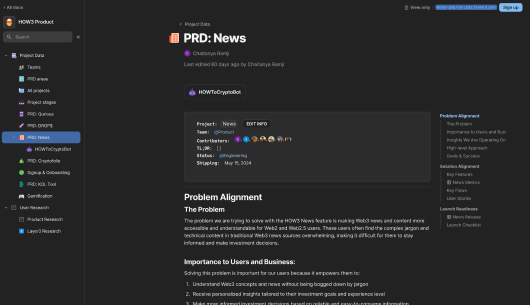 All docs
View only
Sign up
HOW3 Product
Search
Project Data
Teams
PRD areas
All projects
Project stages
PRD: Qurious
PRD: DROPS
PRD: News
HOWToCryptoBot
PRD: Cryptofolio
Signup & Onboarding
PRD: KOL Tool
Gamification
User Research
Product Research
Layer3 Research
Project Data
PRD: News
Chaitanya Ramji
Last edited 60 days ago by Chaitanya Ramji
HOWToCryptoBot
Project: News EDIT INFO
Team: @Product
Contributors:
TL;DR: []
Status: @Engineering
Shipping: May 15, 2024
Problem Alignment
The Problem
The problem we are trying to solve with the HOW3 News feature is making Web3 news and content more
accessible and understandable for Web2 and Web2.5 users. These users often find the complex jargon and
technical content in traditional Web3 news sources overwhelming, making it difficult for them to stay
informed and make investment decisions.
Importance to Users and Business:
Solving this problem is important for our users because it empowers them to:
1. Understand Web3 concepts and news without being bogged down by jargon
2. Receive personalized insights tailored to their investment goals and experience level
3. Make more informed investment decisions based on reliable and easy-to-consume information
Problem Alignment
The Problem
Importance to Users and Busi
Insights We Are Operating On
High-level Approach
Goals & Success
Solution Alignment
Key Features
News Metrics
Key Flows
User Stories
Launch Readiness
News Release
Launch Checklist